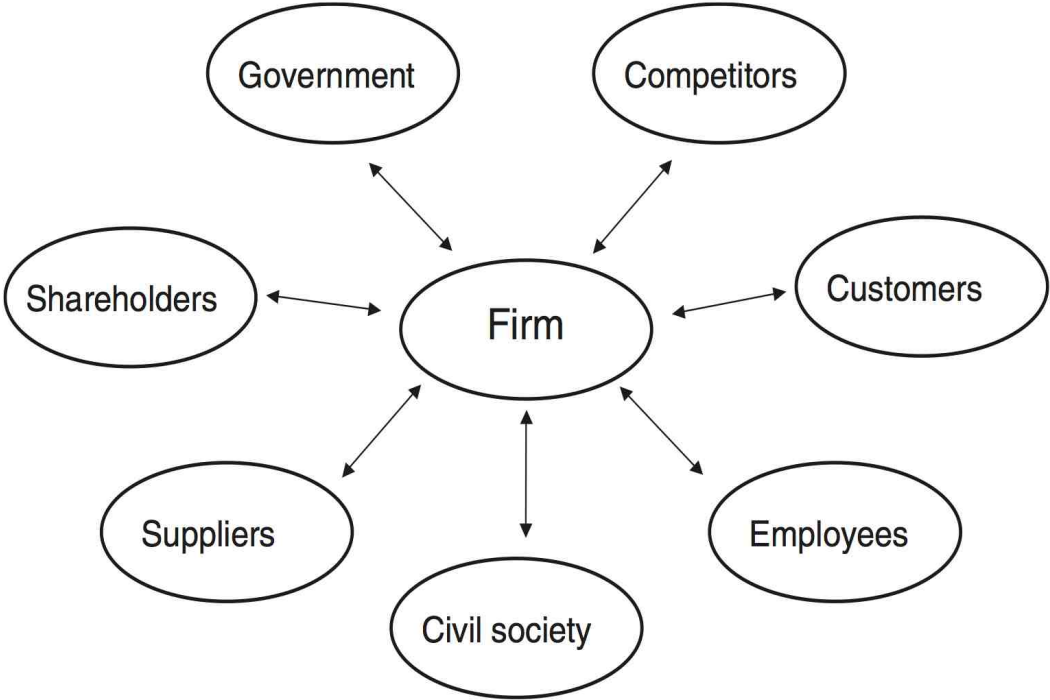 Government
Competitors
Shareholders
Firm
Customers
Suppliers
Employees
Civil society